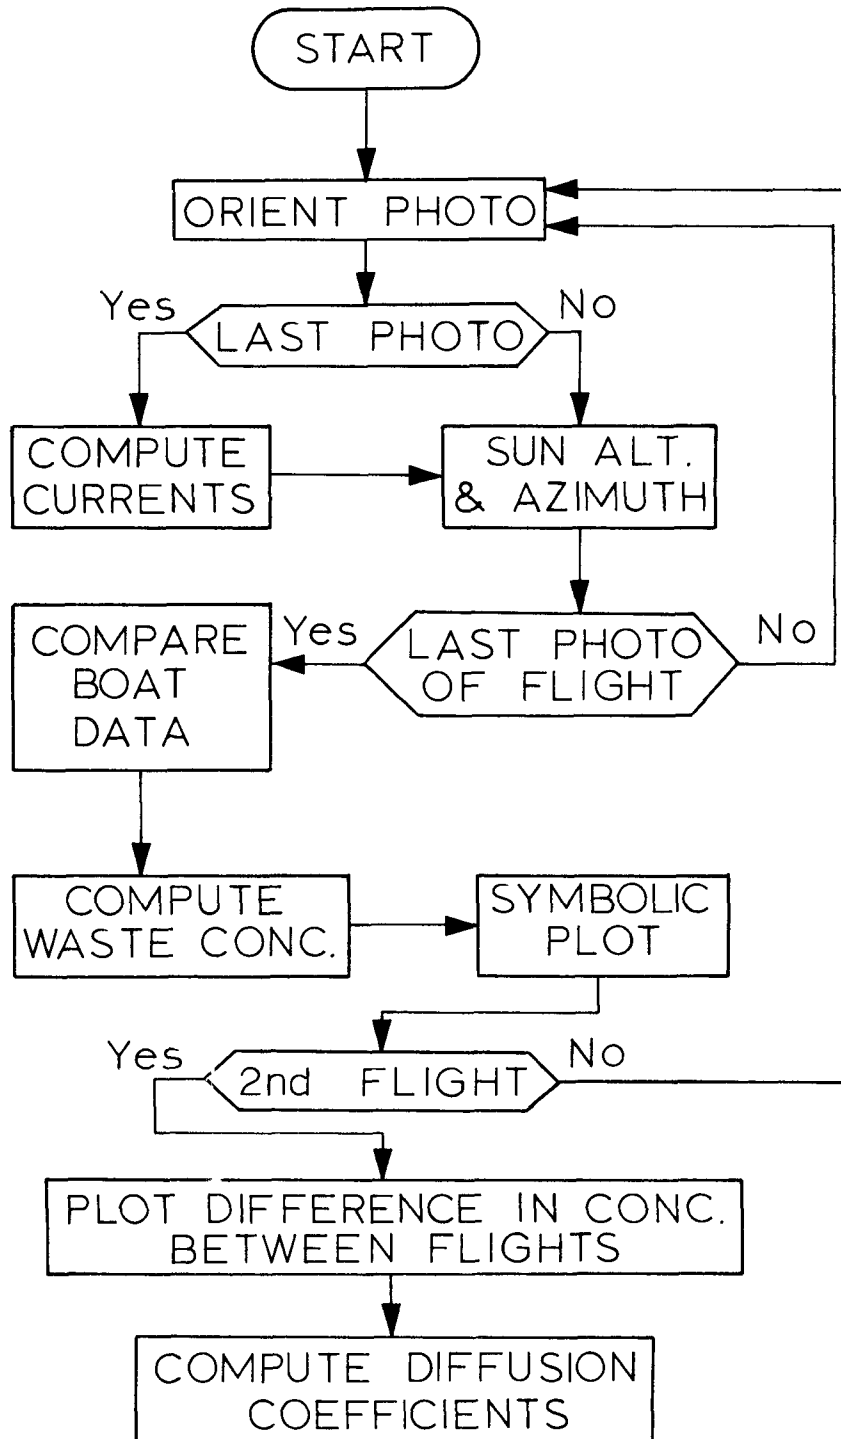 START
ORIENT PHOTO
Yes
No
LAST PHOTO
COMPUTE
CURRENTS
SUN ALT.
& AZIMUTH
COMPARE
BOAT
DATA
Yes
LAST PHOTO
OF FLIGHT
No
COMPUTE
WASTE CONC.
SYMBOLIC
PLOT
Yes
No
2nd FLIGHT
PLOT DIFFERENCE IN CONC.
BETWEEN FLIGHTS
COMPUTE DIFFUSION
COEFFICIENTS